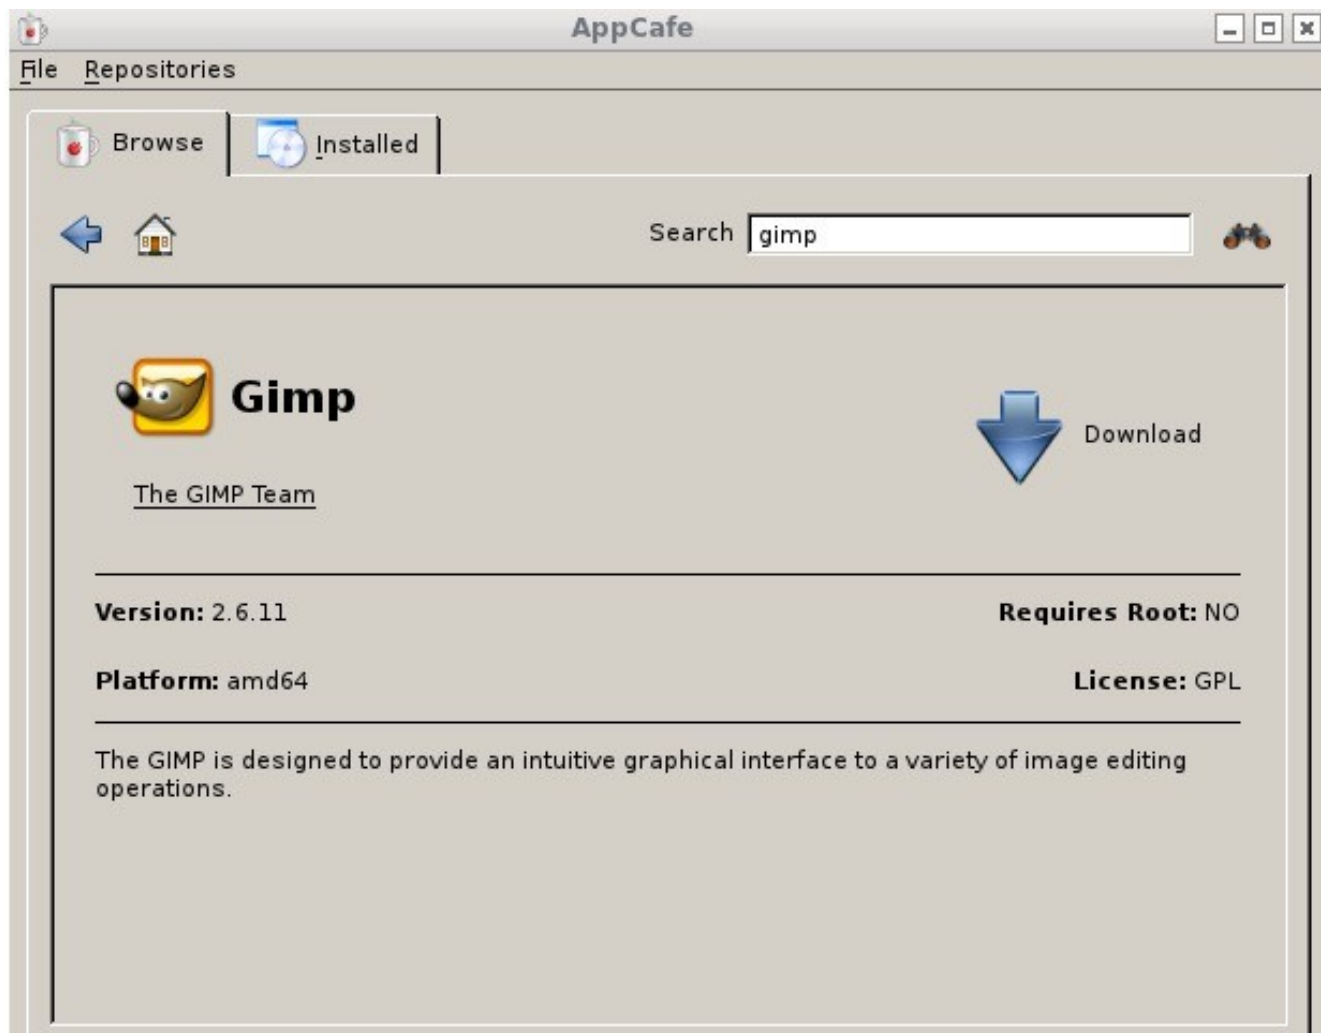 AppCafe
File Repositories
Browse Installed
Search gimp
Gimp
Download
The GIMP Team
Version: 2.6.11 Requires Root: NO
Platform: amd64 License: GPL
The GIMP is designed to provide an intuitive graphical interface to a variety of image editing
operations.